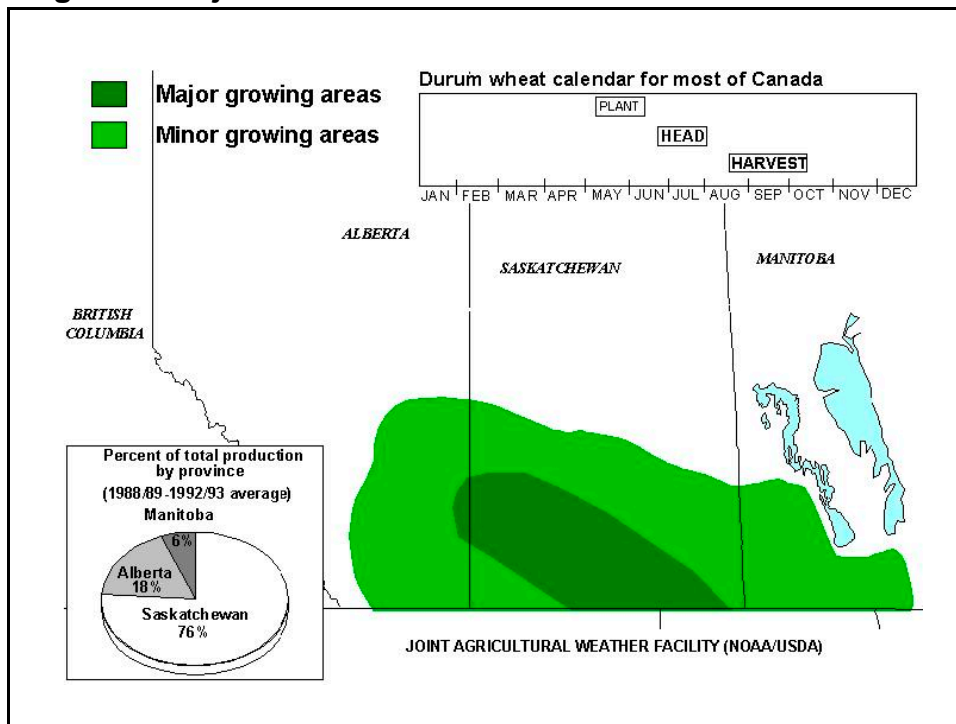 Major growing areas
Minor growing areas
Durum wheat calendar for most of Canada
PLANT
HEAD
HARVEST
JAN FEB MAR APR MAY JUN JUL AUG SEP OCT NOV DEC
ALBERTA
SASKATCHEWAN
MANITOBA
BRITISH
COLUMBIA
Percent of total production
by province
(1988/89-1992/93 average)
Manitoba
6%
Alberta
18%
Saskatchewan
76%
JOINT AGRICULTURAL WEATHER FACILITY (NOAA/USDA)